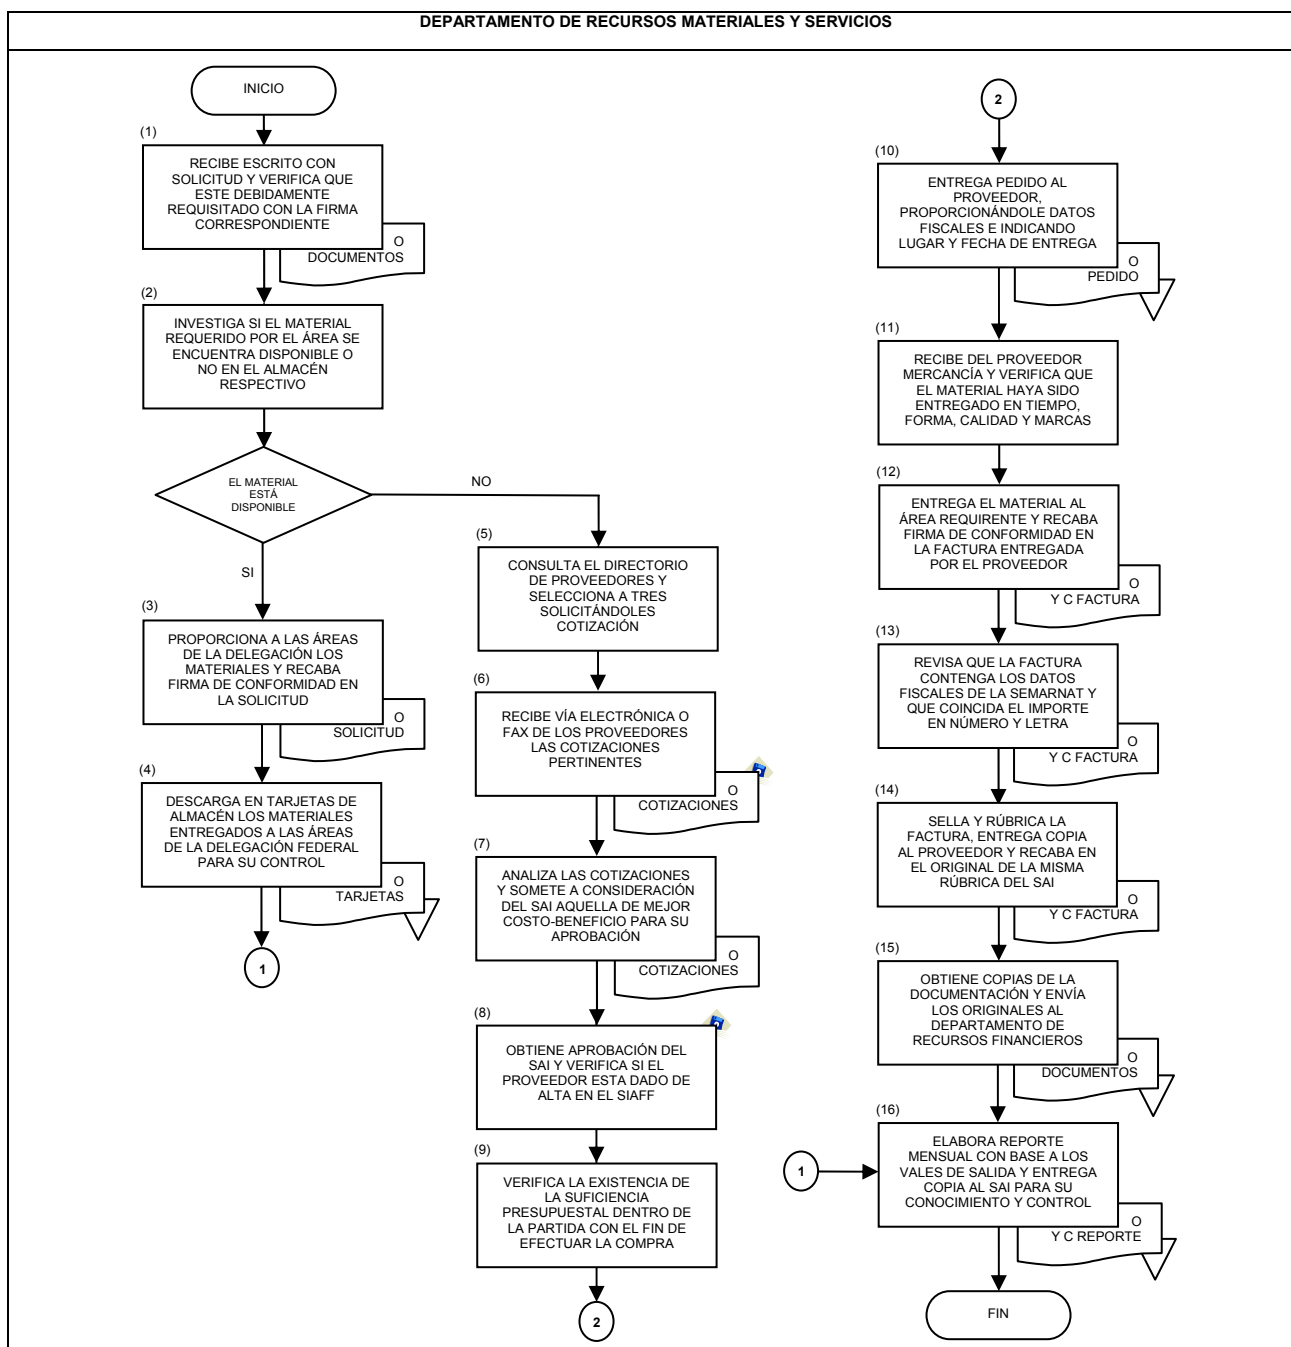 DEPARTAMENTO DE RECURSOS MATERIALES Y SERVICIOS
INICIO
(1)
RECIBE ESCRITO CON
SOLICITUD Y VERIFICA QUE
ESTE DEBIDAMENTE
REQUISITADO CON LA FIRMA
CORRESPONDIENTE
O
DOCUMENTOS
(2)
INVESTIGA SI EL MATERIAL
REQUERIDO POR EL ÁREA SE
ENCUENTRA DISPONIBLE O
NO EN EL ALMACÉN
RESPECTIVO
EL MATERIAL
ESTÁ
DISPONIBLE
NO
SI
(3)
PROPORCIONA A LAS ÁREAS
DE LA DELEGACIÓN LOS
MATERIALES Y RECABA
FIRMA DE CONFORMIDAD EN
LA SOLICITUD
O
SOLICITUD
(4)
DESCARGA EN TARJETAS DE
ALMACÉN LOS MATERIALES
ENTREGADOS A LAS ÁREAS
DE LA DELEGACIÓN FEDERAL
PARA SU CONTROL
O
TARJETAS
1
(5)
CONSULTA EL DIRECTORIO
DE PROVEEDORES Y
SELECCIONA A TRES
SOLICITÁNDOLES
COTIZACIÓN
(6)
RECIBE VÍA ELECTRÓNICA O
FAX DE LOS PROVEEDORES
LAS COTIZACIONES
PERTINENTES
O
COTIZACIONES
(7)
ANALIZA LAS COTIZACIONES
Y SOMETE A CONSIDERACIÓN
DEL SAI AQUELLA DE MEJOR
COSTO-BENEFICIO PARA SU
APROBACIÓN
O
COTIZACIONES
(8)
OBTIENE APROBACIÓN DEL
SAI Y VERIFICA SI EL
PROVEEDOR ESTA DADO DE
ALTA EN EL SIAFF
(9)
VERIFICA LA EXISTENCIA DE
LA SUFICIENCIA
PRESUPUESTAL DENTRO DE
LA PARTIDA CON EL FIN DE
EFECTUAR LA COMPRA
2
2
(10)
ENTREGA PEDIDO AL
PROVEEDOR,
PROPORCIONÁNDOLE DATOS
FISCALES E INDICANDO
LUGAR Y FECHA DE ENTREGA
O
PEDIDO
(11)
RECIBE DEL PROVEEDOR
MERCANCÍA Y VERIFICA QUE
EL MATERIAL HAYA SIDO
ENTREGADO EN TIEMPO,
FORMA, CALIDAD Y MARCAS
(12)
ENTREGA EL MATERIAL AL
ÁREA REQUIRENTE Y RECABA
FIRMA DE CONFORMIDAD EN
LA FACTURA ENTREGADA
POR EL PROVEEDOR
O
Y C FACTURA
(13)
REVISA QUE LA FACTURA
CONTENGA LOS DATOS
FISCALES DE LA SEMARNAT Y
QUE COINCIDA EL IMPORTE
EN NÚMERO Y LETRA
O
Y C FACTURA
(14)
SELLA Y RÚBRICA LA
FACTURA, ENTREGA COPIA
AL PROVEEDOR Y RECABA EN
EL ORIGINAL DE LA MISMA
RÚBRICA DEL SAI
O
Y C FACTURA
(15)
OBTIENE COPIAS DE LA
DOCUMENTACIÓN Y ENVÍA
LOS ORIGINALES AL
DEPARTAMENTO DE
RECURSOS FINANCIEROS
O
DOCUMENTOS
(16)
1
ELABORA REPORTE
MENSUAL CON BASE A LOS
VALES DE SALIDA Y ENTREGA
COPIA AL SAI PARA SU
CONOCIMIENTO Y CONTROL
O
Y C REPORTE
FIN